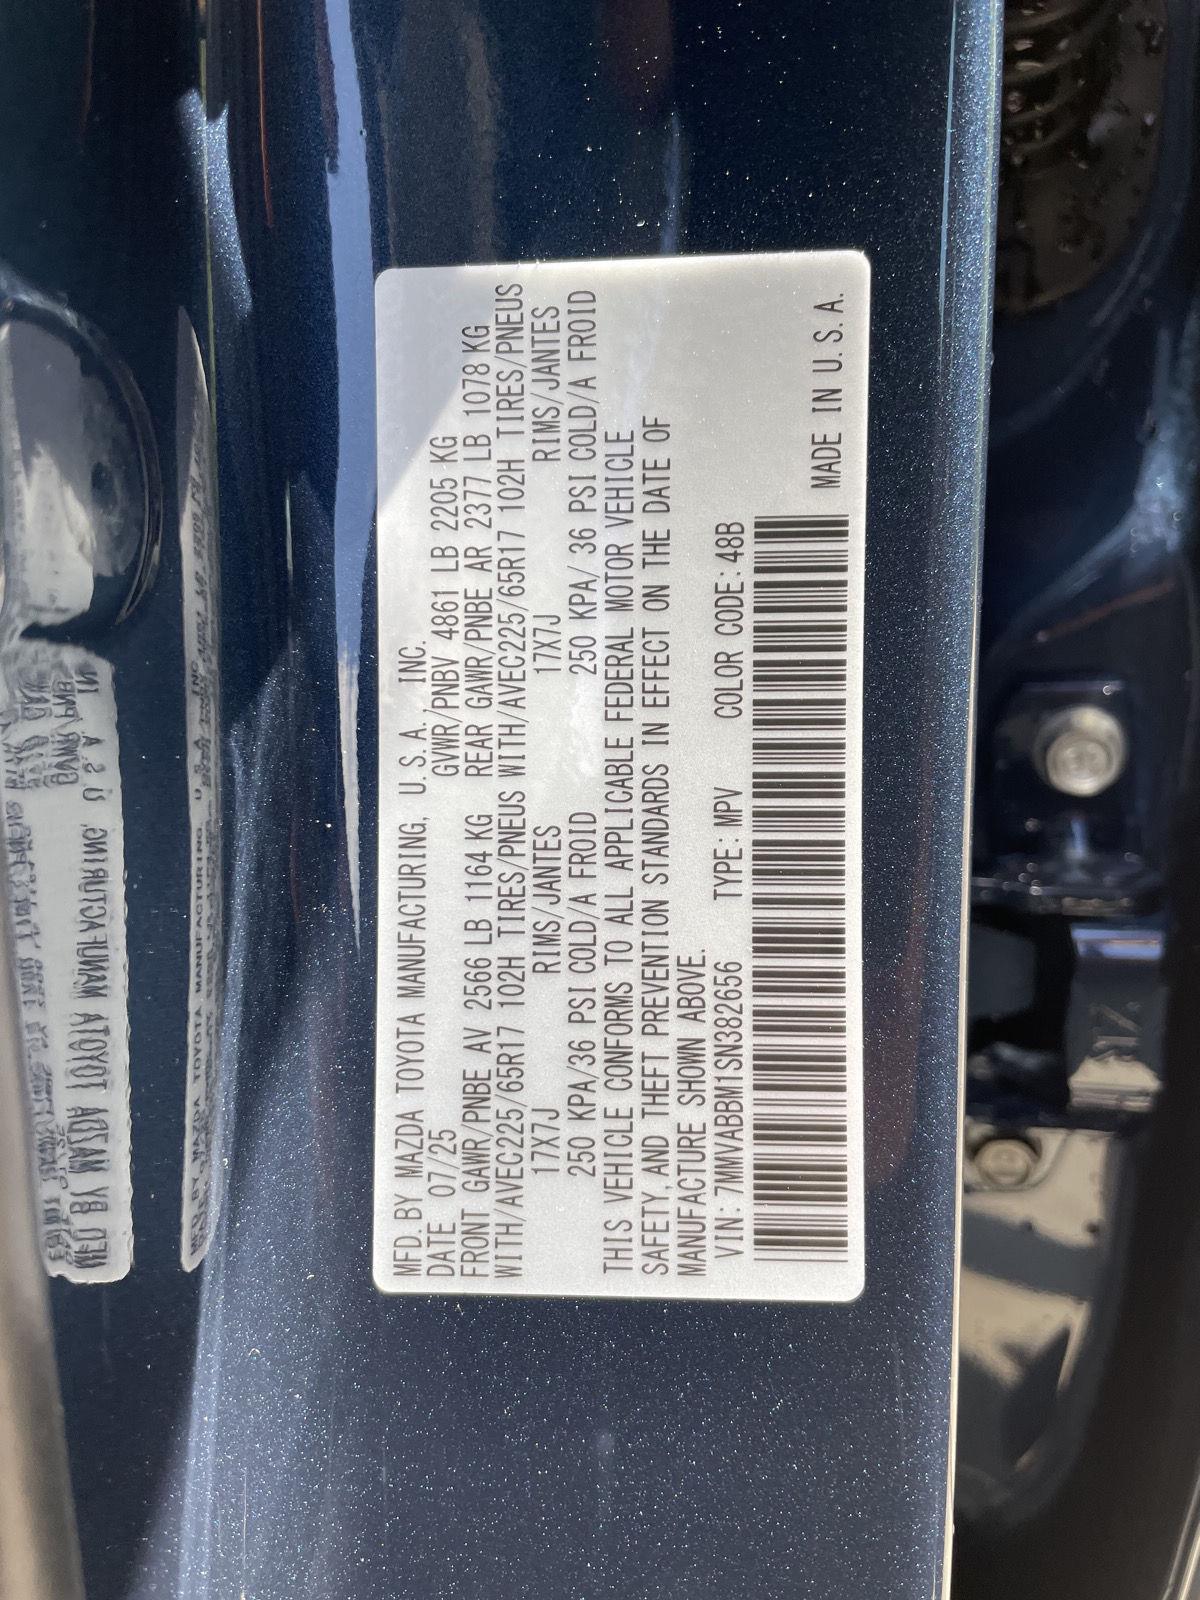 MFD. BY MAZDA TOYOTA MANUFACTURING, U. S. A. INC.
DATE 07/25 GVWR/PNBV 4861 LB 2205 KG
FRONT GAWR/PNBE AV 2566 LB 1164 KG REAR GAWR/PNBE AR 2377 LB 1078 KG
WITH/AVEC225/65R17 102H TIRES/PNEUS WITH/AVEC225/65R17 102H TIRES/PNEUS
17X7J RIMS/JANTES 17X7J RIMS/JANTES
250 KPA/36 PSI COLD/A FROID 250 KPA/ 36 PSI COLD/A FROID
THIS VEHICLE CONFORMS TO ALL APPLICABLE FEDERAL MOTOR VEHICLE
SAFETY, AND THEFT PREVENTION STANDARDS IN EFFECT ON THE DATE OF
MANUFACTURE SHOWN ABOVE.
VIN: 7MMVABBM1SN382656 TYPE: MPV COLOR CODE: 48B
MADE IN U. S. A.